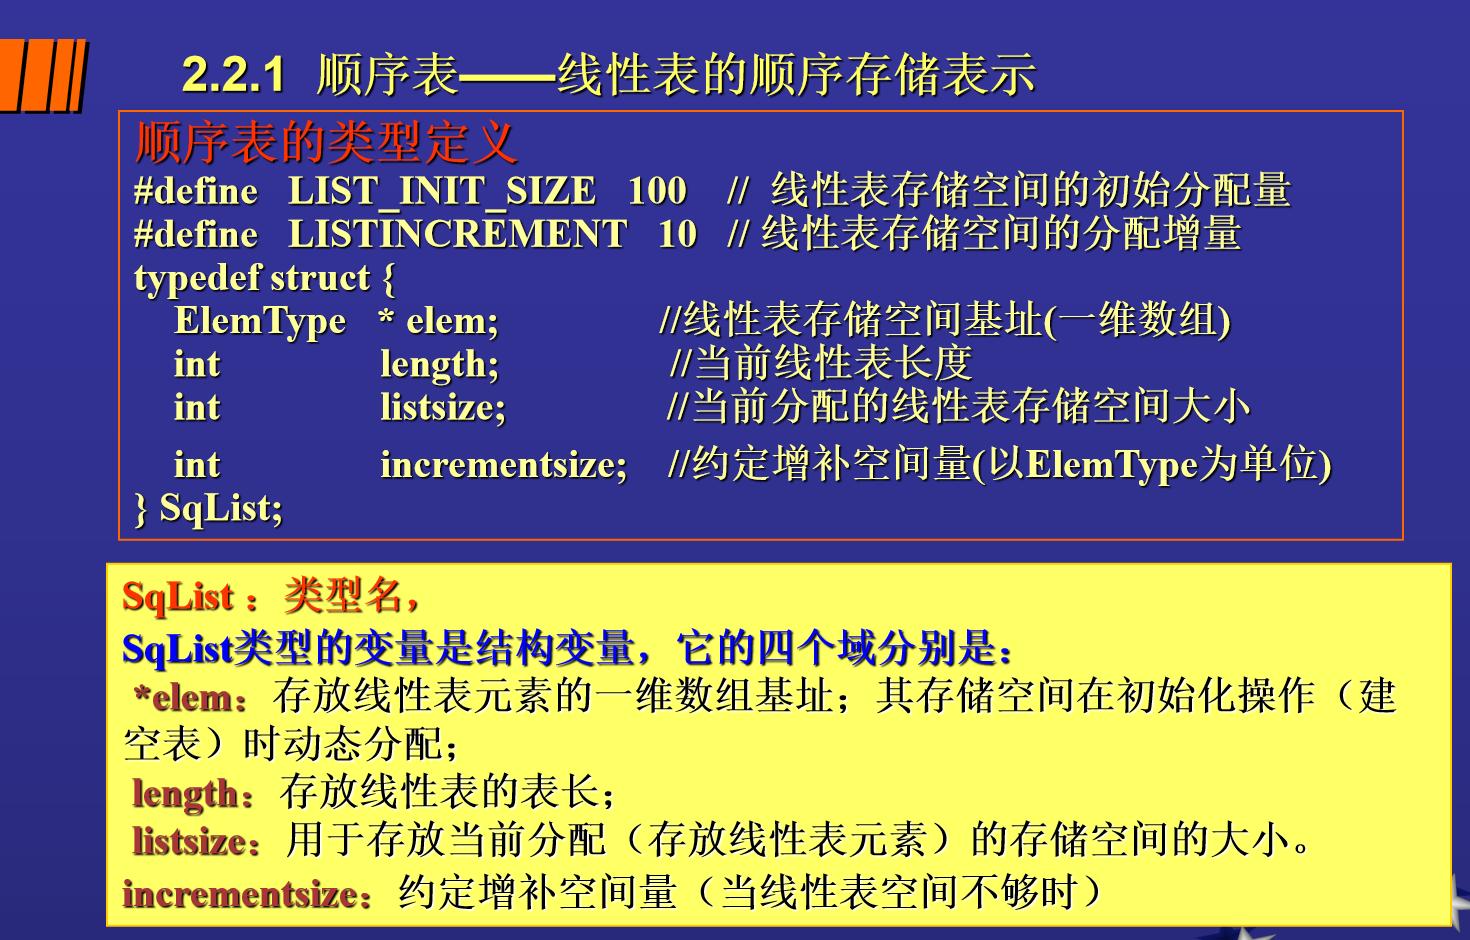 2.2.1 顺序表——线性表的顺序存储表示
顺序表的类型定义
#define LIST_INIT_SIZE 100 // 线性表存储空间的初始分配量
#define LISTINCREMENT 10 // 线性表存储空间的分配增量
typedef struct {
ElemType * elem; //线性表存储空间基址(一维数组)
int length; //当前线性表长度
int listsize; //当前分配的线性表存储空间大小
int incrementsize; //约定增补空间量(以ElemType为单位)
} SqList;
SqList：类型名，
SqList类型的变量是结构变量，它的四个域分别是：
*elem：存放线性表元素的一维数组基址；其存储空间在初始化操作（建
空表）时动态分配；
length：存放线性表的表长；
listsize：用于存放当前分配（存放线性表元素）的存储空间的大小。
incrementsize：约定增补空间量（当线性表空间不够时）